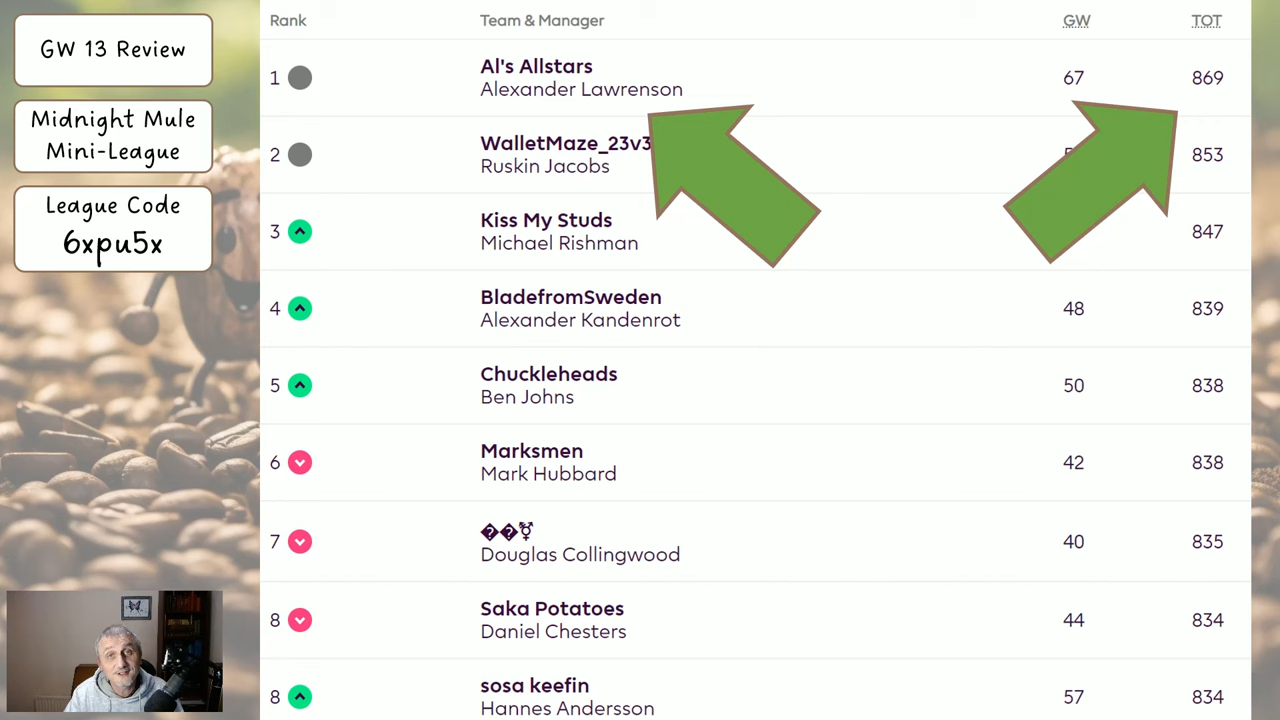 GW 13 Review
Midnight Mule
Mini-League
League Code
6xpu5x
Rank Team & Manager GW TOT
1 Al's Allstars 67 869
Alexander Lawrenson
2 WalletMaze_23v3 853
Ruskin Jacobs
3 Kiss My Studs 847
Michael Rishman
4 BladefromSweden 48 839
Alexander Kandenrot
5 Chuckleheads 50 838
Ben Johns
6 Marksmen 42 838
Mark Hubbard
7 ��⚧ 40 835
Douglas Collingwood
8 Saka Potatoes 44 834
Daniel Chesters
8 sosa keefin 57 834
Hannes Andersson